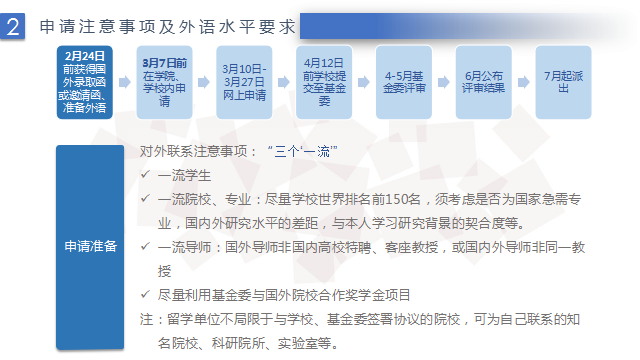 2 申请注意事项及外语水平要求
2月24日
前获得国
外录取函
或邀请函、
准备外语
3月7日前
在学院、
学校内申
请
3月10日-
3月27日
网上申请
4月12日
前学校提
交至基金
委
4-5月基
金委评审
6月公布
评审结果
7月起派
出
申请准备
对外联系注意事项：“三个‘一流’”
✓ 一流学生
✓ 一流院校、专业：尽量学校世界排名前150名，须考虑是否为国家急需专
业，国内外研究水平的差距，与本人学习研究背景的契合度等。
✓ 一流导师：国外导师非国内高校特聘、客座教授，或国内外导师非同一教
授
✓ 尽量利用基金委与国外院校合作奖学金项目
注：留学单位不局限于与学校、基金委签署协议的院校，可为自己联系的知
名院校、科研院所、实验室等。